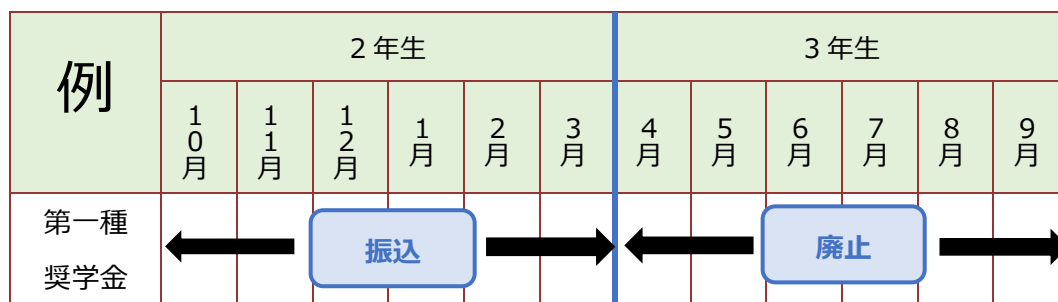 例
２年生
３年生
10月
11月
12月
1月
2月
3月
4月
5月
6月
7月
8月
9月
第一種
奨学金
振込
廃止